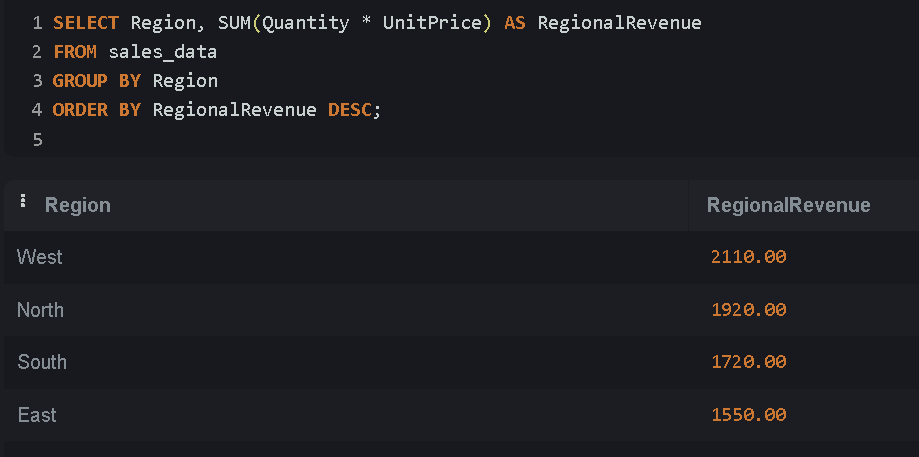 1 SELECT Region, SUM(Quantity * UnitPrice) AS RegionalRevenue
2 FROM sales_data
3 GROUP BY Region
4 ORDER BY RegionalRevenue DESC;
5
Region RegionalRevenue
West 2110.00
North 1920.00
South 1720.00
East 1550.00